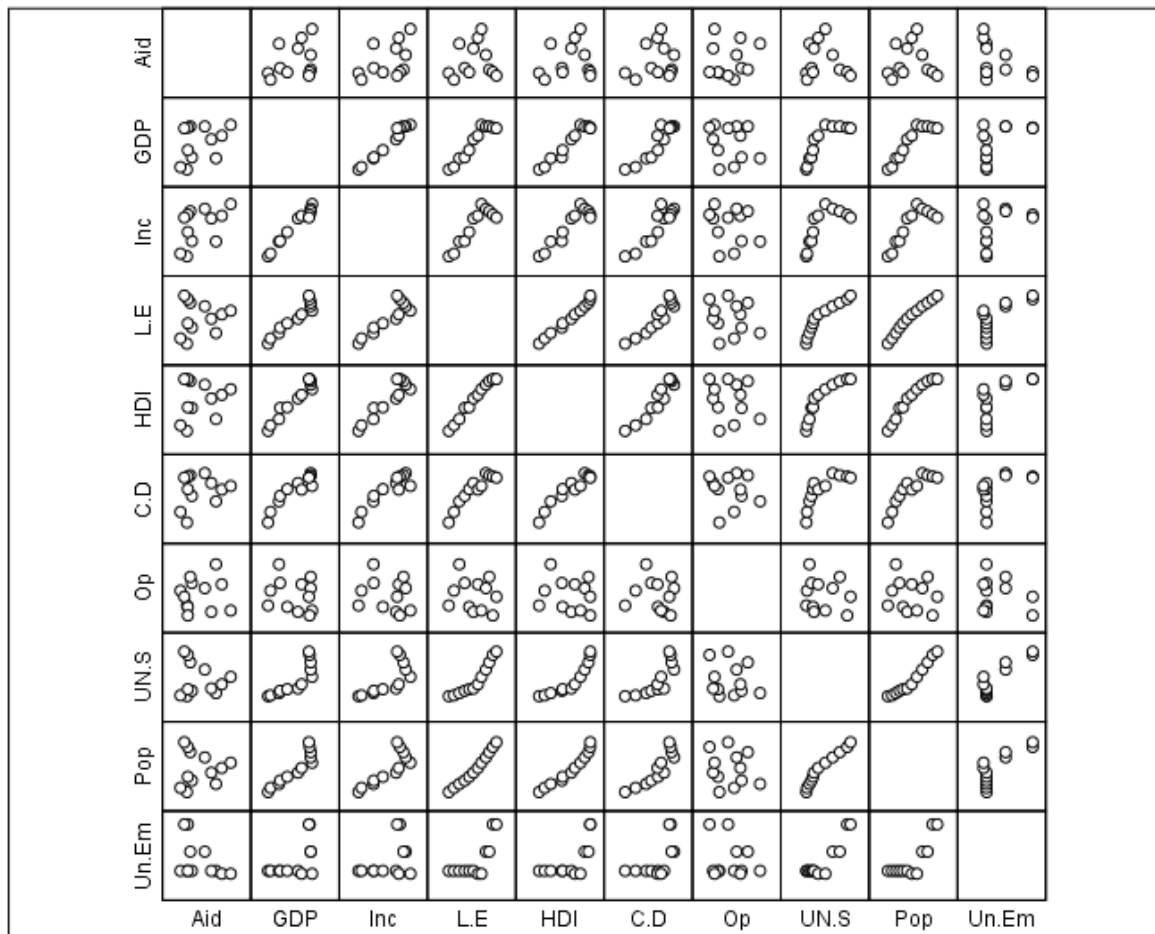 Aid
GDP
Inc
L.E
HDI
C.D
Op
UN.S
Pop
Un.Em
Aid GDP Inc L.E HDI C.D Op UN.S Pop Un.Em